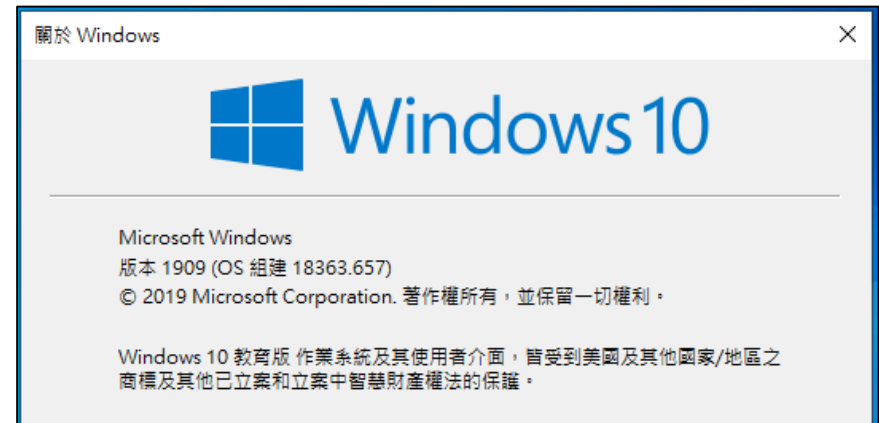 關於 Windows
Windows 10
Microsoft Windows
版本 1909 (OS 組建 18363.657)
© 2019 Microsoft Corporation. 著作權所有，並保留一切權利。
Windows 10 教育版 作業系統及其使用者介面，皆受到美國及其他國家/地區之
商標及其他已立案和立案中智慧財產權法的保護。